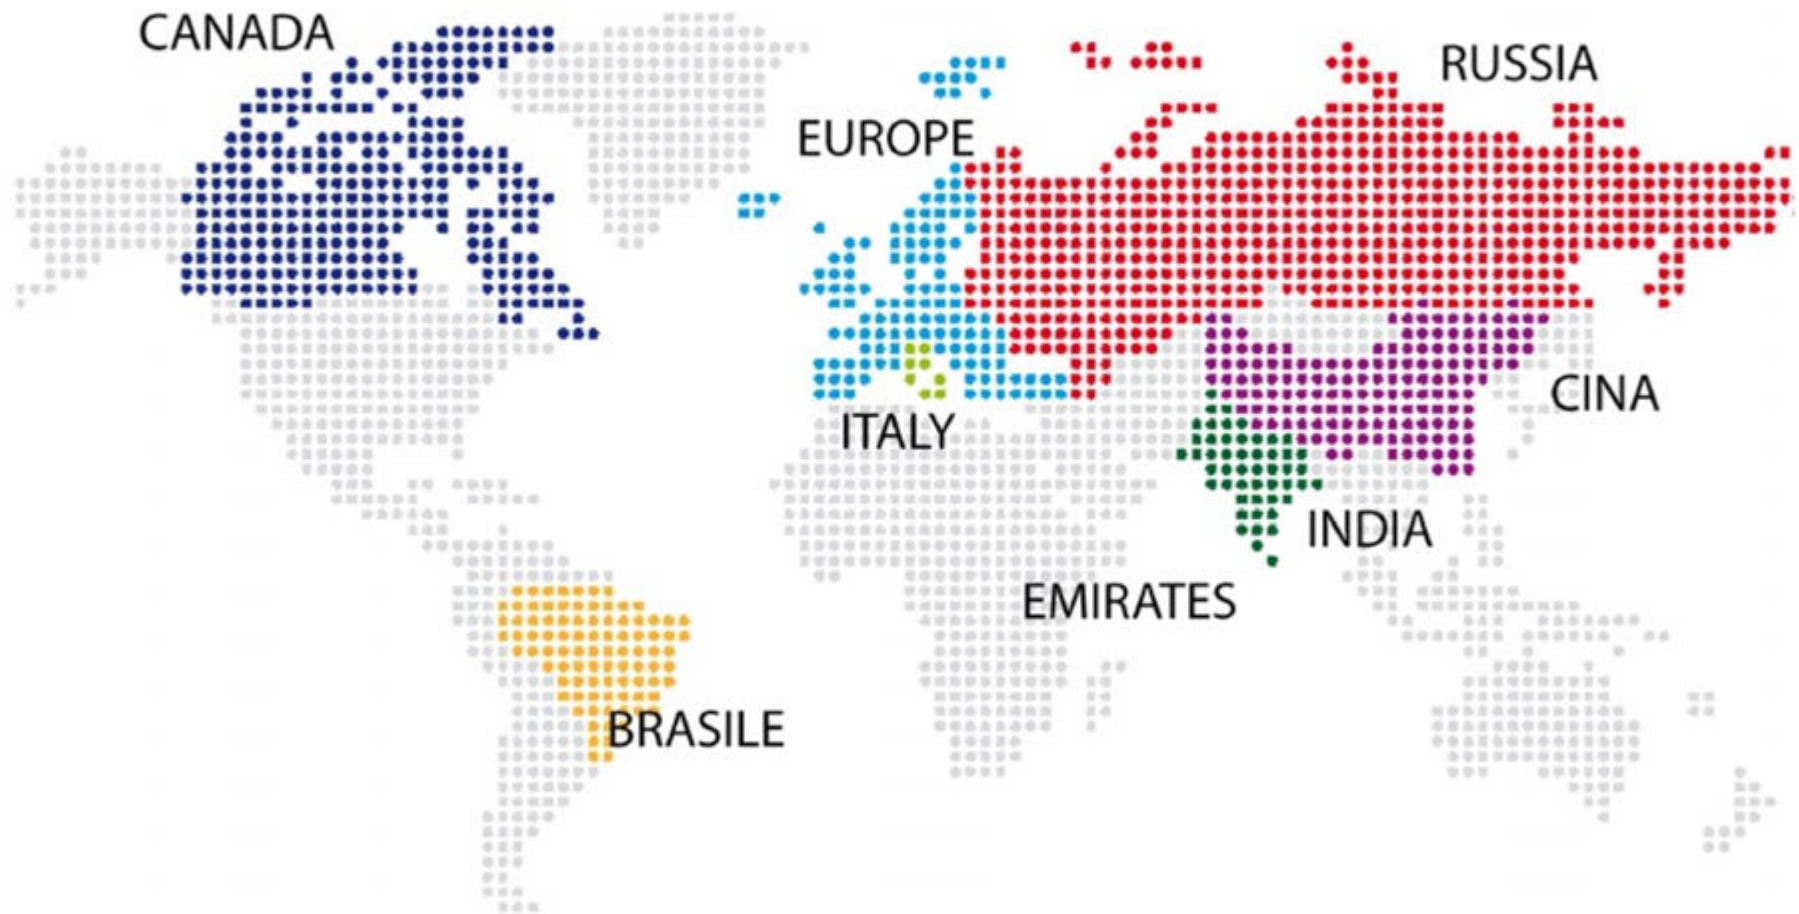 CANADA
RUSSIA
EUROPE
CINA
ITALY
INDIA
EMIRATES
BRASILE